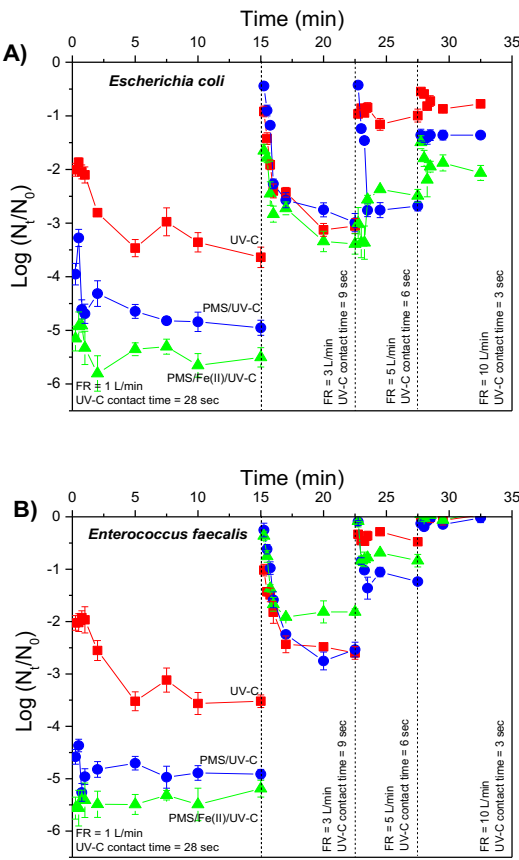 Time (min)
0 5 10 15 20 25 30 35
A)
Escherichia coli
Log (Nt/N0)
0
-1
-2
-3
-4
-5
-6
UV-C
PMS/UV-C
PMS/Fe(II)/UV-C
FR = 1 L/min
UV-C contact time = 28 sec
FR = 3 L/min
UV-C contact time = 9 sec
FR = 5 L/min
UV-C contact time = 6 sec
FR = 10 L/min
UV-C contact time = 3 sec
Time (min)
0 5 10 15 20 25 30 35
B)
Enterococcus faecalis
Log (Nt/N0)
0
-1
-2
-3
-4
-5
-6
UV-C
PMS/UV-C
PMS/Fe(II)/UV-C
FR = 1 L/min
UV-C contact time = 28 sec
FR = 3 L/min
UV-C contact time = 9 sec
FR = 5 L/min
UV-C contact time = 6 sec
FR = 10 L/min
UV-C contact time = 3 sec